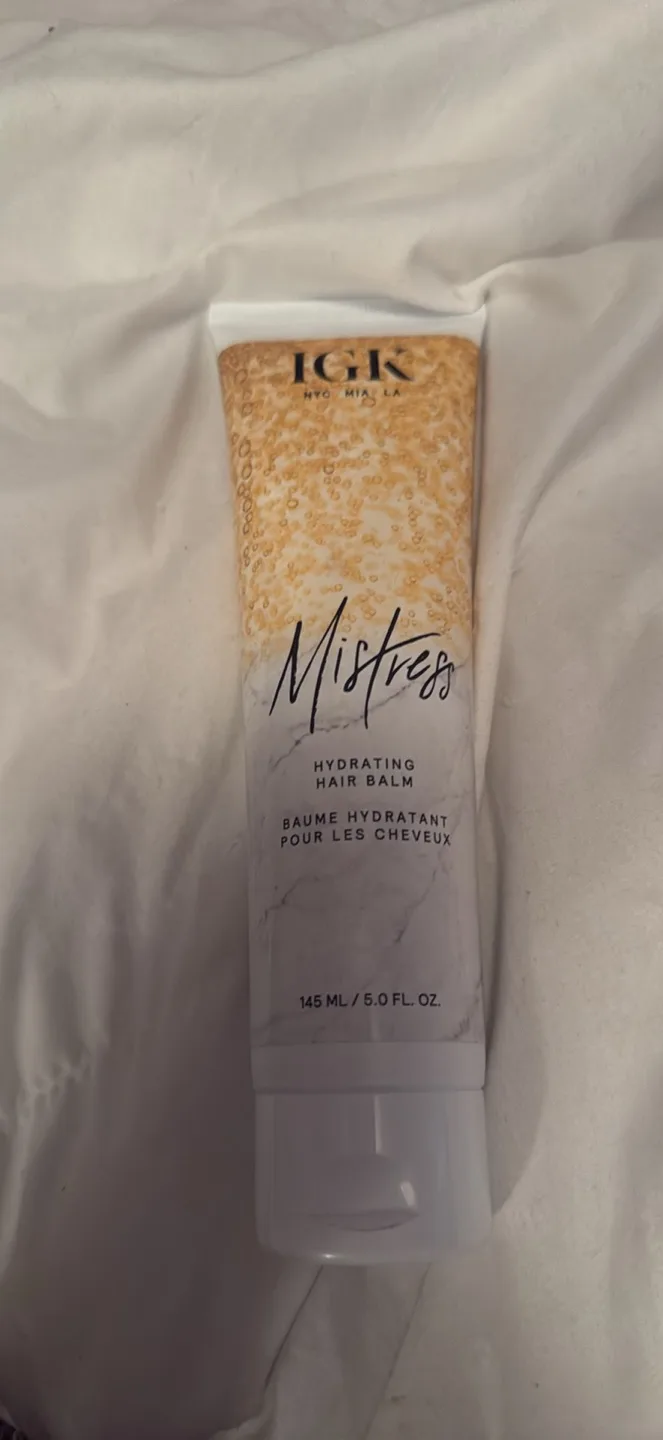 IGK
NYC MIA LA
Mistress
HYDRATING
HAIR BALM
BAUME HYDRATANT
POUR LES CHEVEUX
145 ML / 5.0 FL. OZ.